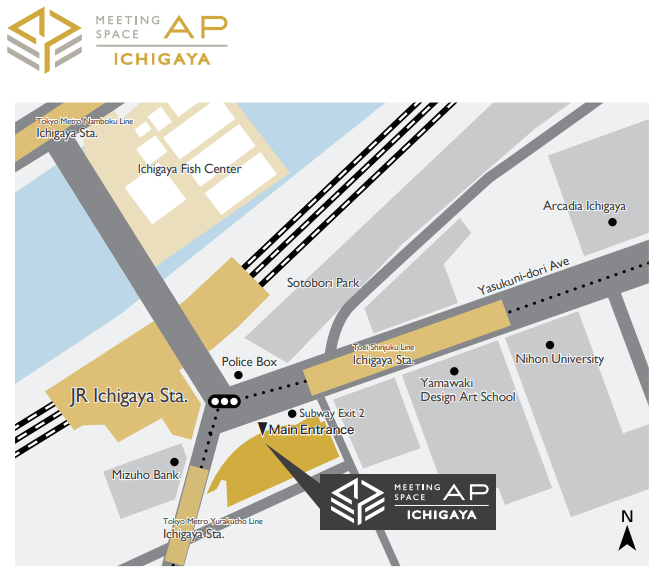 MEETING
SPACE
AP
ICHIGAYA
Tokyo Metro Namboku Line
Ichigaya Sta.
Ichigaya Fish Center
Arcadia Ichigaya
Yasukuni-dori Ave
Sotobori Park
Toei Shinjuku Line
Ichigaya Sta.
Nihon University
Police Box
Yamawaki
Design Art School
JR Ichigaya Sta.
Subway Exit 2
Main Entrance
Mizuho Bank
MEETING
SPACE
AP
ICHIGAYA
Tokyo Metro Yurakucho Line
Ichigaya Sta.
N